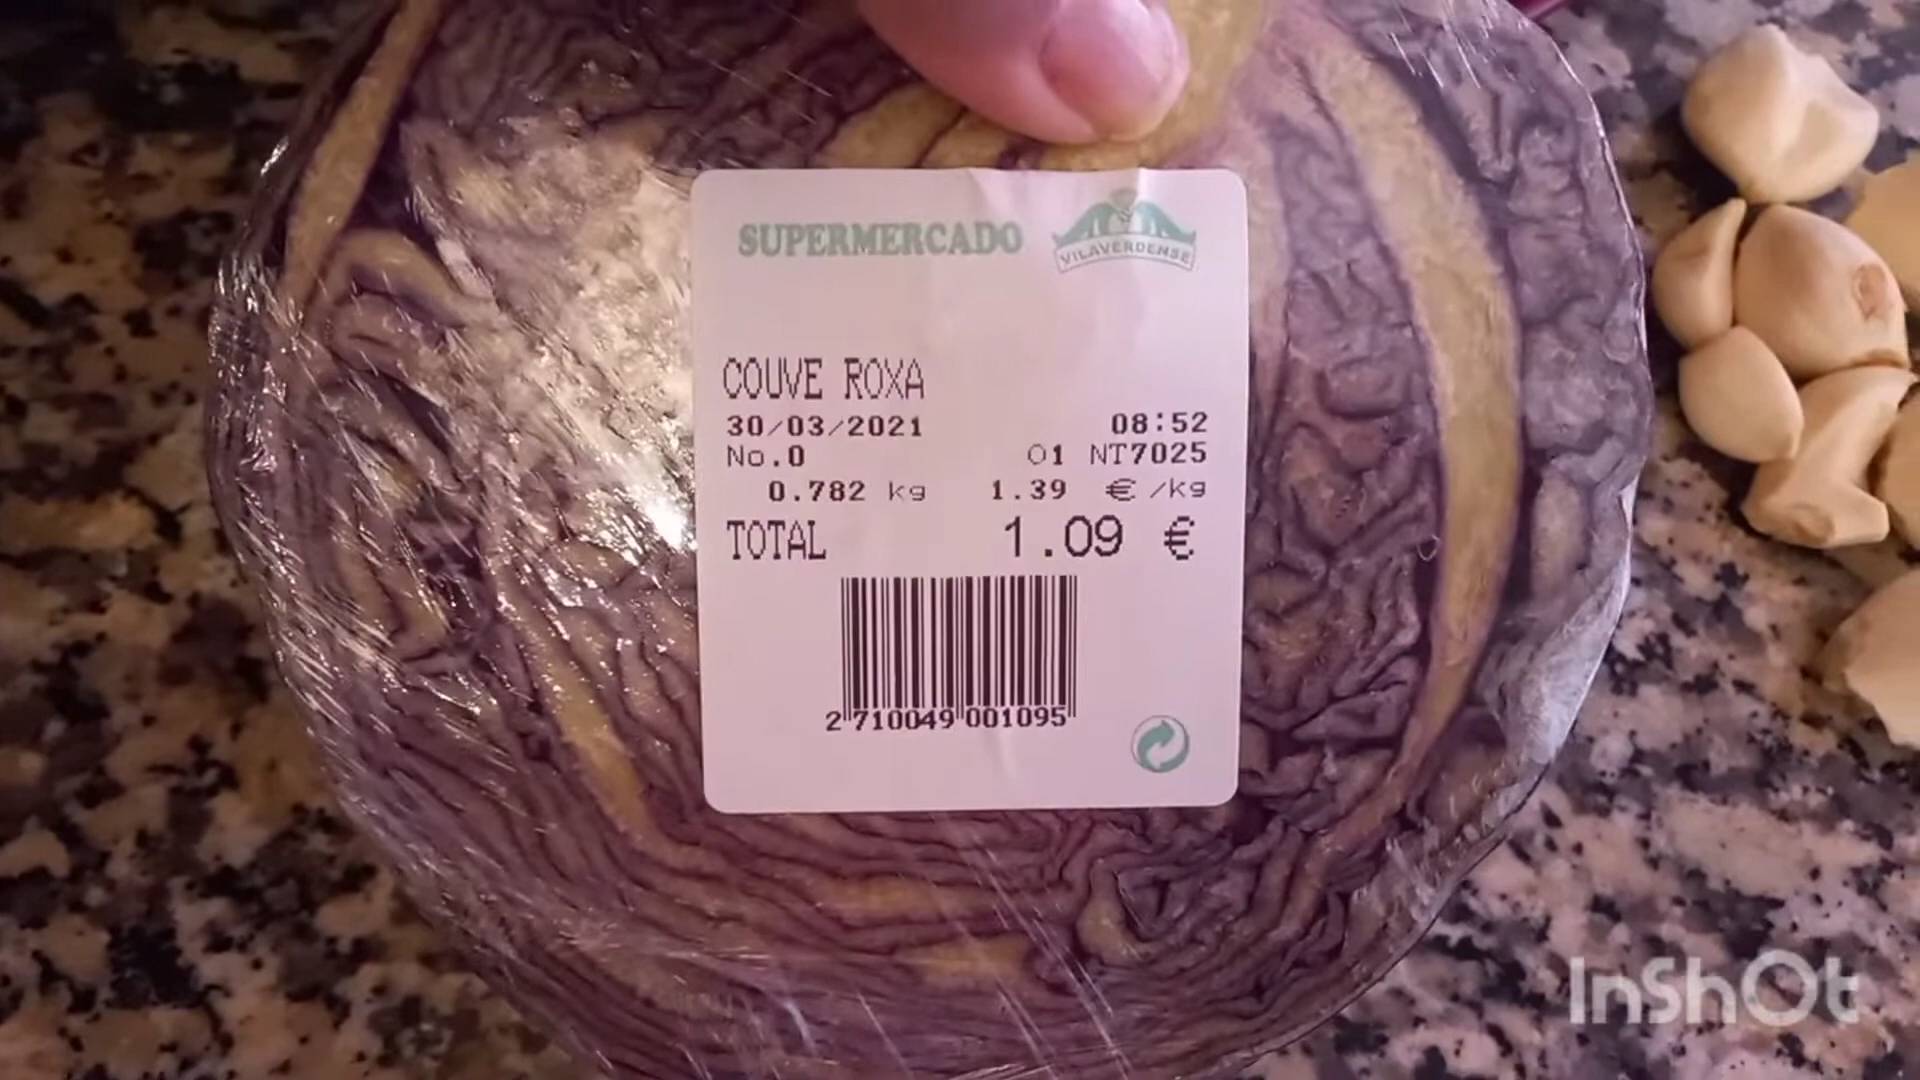 SUPERMERCADO VILAVERDENSE
COUVE ROXA
30/03/2021 08:52
No.0 01 NT7025
0.782 kg 1.39 €/kg
TOTAL 1.09 €
2 710049 001095
InShOt